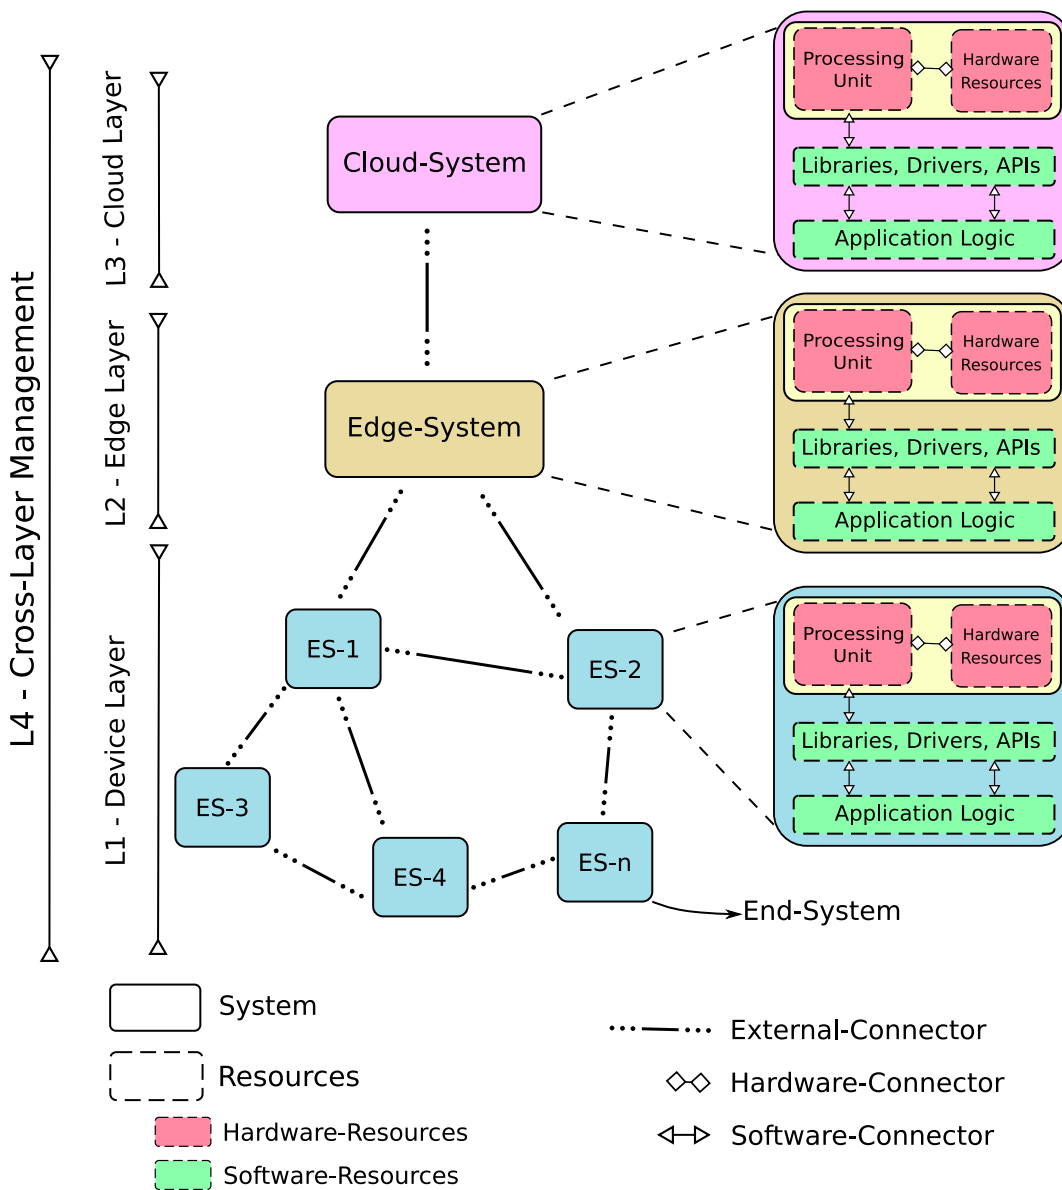 L4 - Cross-Layer Management
L3 - Cloud Layer
L2 - Edge Layer
L1 - Device Layer
Cloud-System
Edge-System
ES-1
ES-2
ES-3
ES-4
ES-n
End-System
Processing
Unit
Hardware
Resources
Libraries, Drivers, APIs
Application Logic
Processing
Unit
Hardware
Resources
Libraries, Drivers, APIs
Application Logic
Processing
Unit
Hardware
Resources
Libraries, Drivers, APIs
Application Logic
System
Resources
Hardware-Resources
Software-Resources
External-Connector
Hardware-Connector
Software-Connector